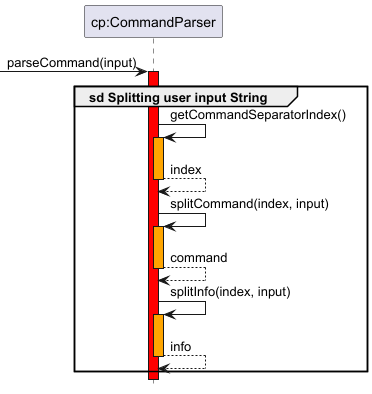 cp:CommandParser
parseCommand(input)
sd Splitting user input String
getCommandSeparatorIndex()
index
splitCommand(index, input)
command
splitInfo(index, input)
info